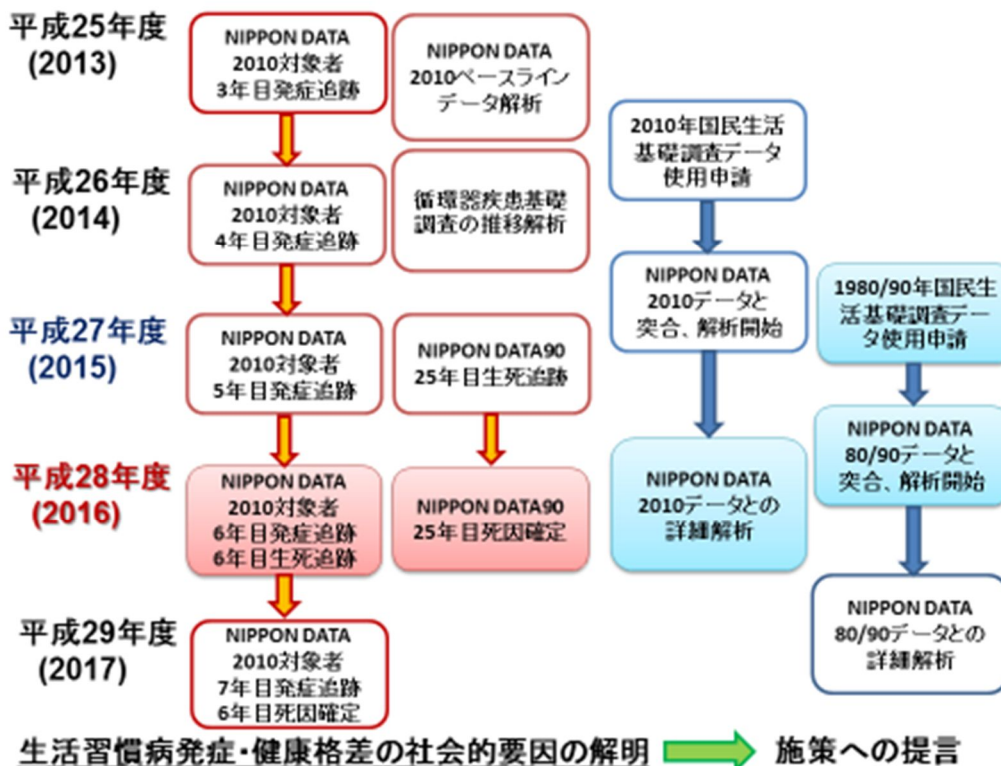 平成25年度
(2013)
NIPPON DATA
2010対象者
3年目発症追跡
NIPPON DATA
2010ベースライン
データ解析
2010年国民生活
基礎調査データ
使用申請
平成26年度
(2014)
NIPPON DATA
2010対象者
4年目発症追跡
循環器疾患基礎
調査の推移解析
NIPPON DATA
2010データと
突合、解析開始
1980/90年国民生
活基礎調査デー
タ使用申請
平成27年度
(2015)
NIPPON DATA
2010対象者
5年目発症追跡
NIPPON DATA90
25年目生死追跡
平成28年度
(2016)
NIPPON DATA
2010対象者
6年目発症追跡
6年目生死追跡
NIPPON DATA90
25年目死因確定
NIPPON DATA
2010データとの
詳細解析
NIPPON DATA
80/90データと
突合、解析開始
平成29年度
(2017)
NIPPON DATA
2010対象者
7年目発症追跡
6年目死因確定
NIPPON DATA
80/90データとの
詳細解析
生活習慣病発症・健康格差の社会的要因の解明
施策への提言